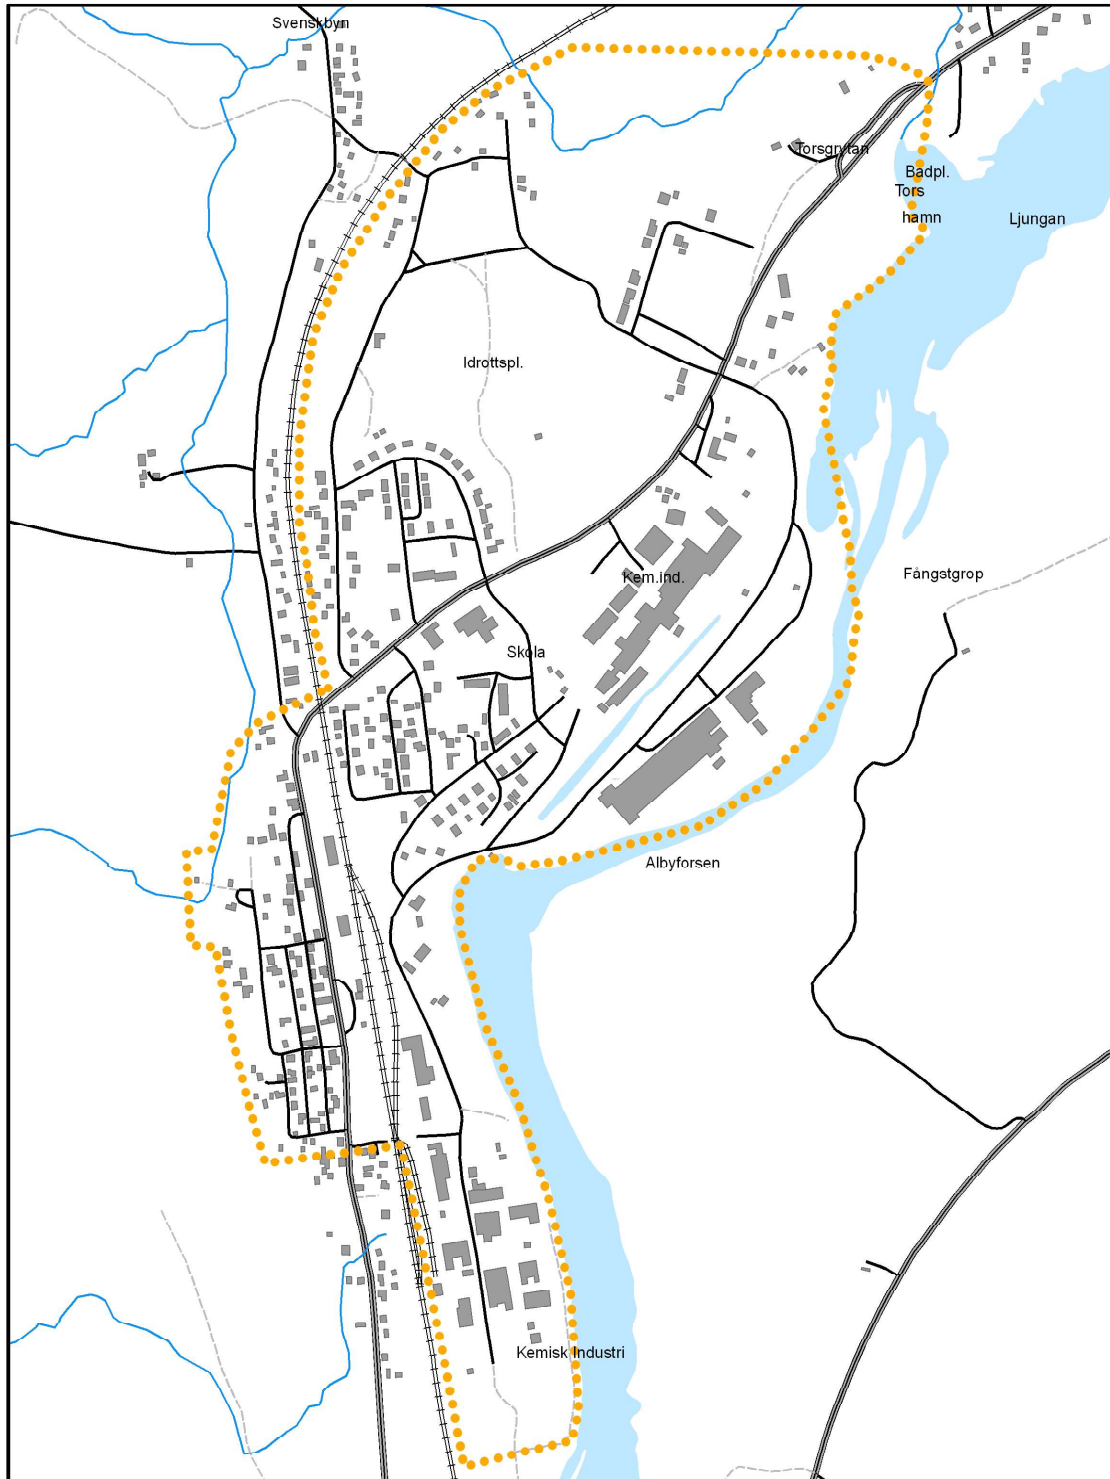 Svenskbyn
Torsgrytan
Badpl.
Tors
hamn
Ljungan
Idrottspl.
Kem.ind.
Fångstgrop
Skola
Albyforsen
Kemisk Industri